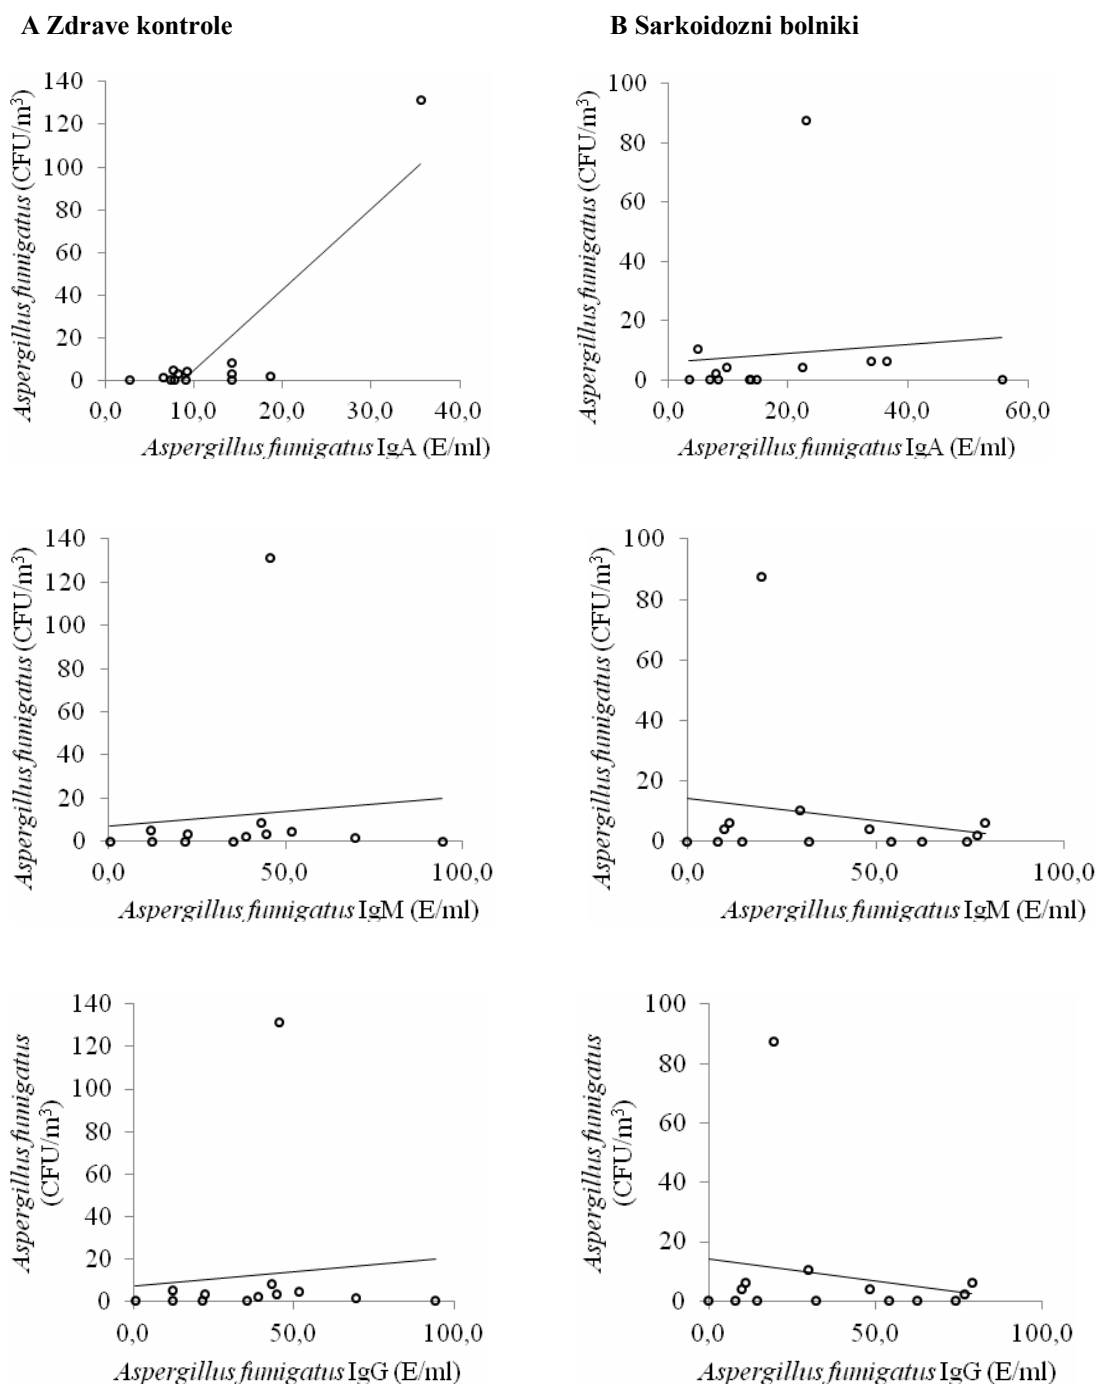 A Zdrave kontrole
B Sarkoidozni bolniki
Aspergillus fumigatus (CFU/m³)
140
120
100
80
60
40
20
0
0,0 10,0 20,0 30,0 40,0
Aspergillus fumigatus IgA (E/ml)
Aspergillus fumigatus (CFU/m³)
100
80
60
40
20
0
0,0 20,0 40,0 60,0
Aspergillus fumigatus IgA (E/ml)
Aspergillus fumigatus (CFU/m³)
140
120
100
80
60
40
20
0
0,0 50,0 100,0
Aspergillus fumigatus IgM (E/ml)
Aspergillus fumigatus (CFU/m³)
100
80
60
40
20
0
0,0 50,0 100,0
Aspergillus fumigatus IgM (E/ml)
Aspergillus fumigatus
(CFU/m³)
140
120
100
80
60
40
20
0
0,0 50,0 100,0
Aspergillus fumigatus IgG (E/ml)
Aspergillus fumigatus
(CFU/m³)
100
80
60
40
20
0
0,0 50,0 100,0
Aspergillus fumigatus IgG (E/ml)